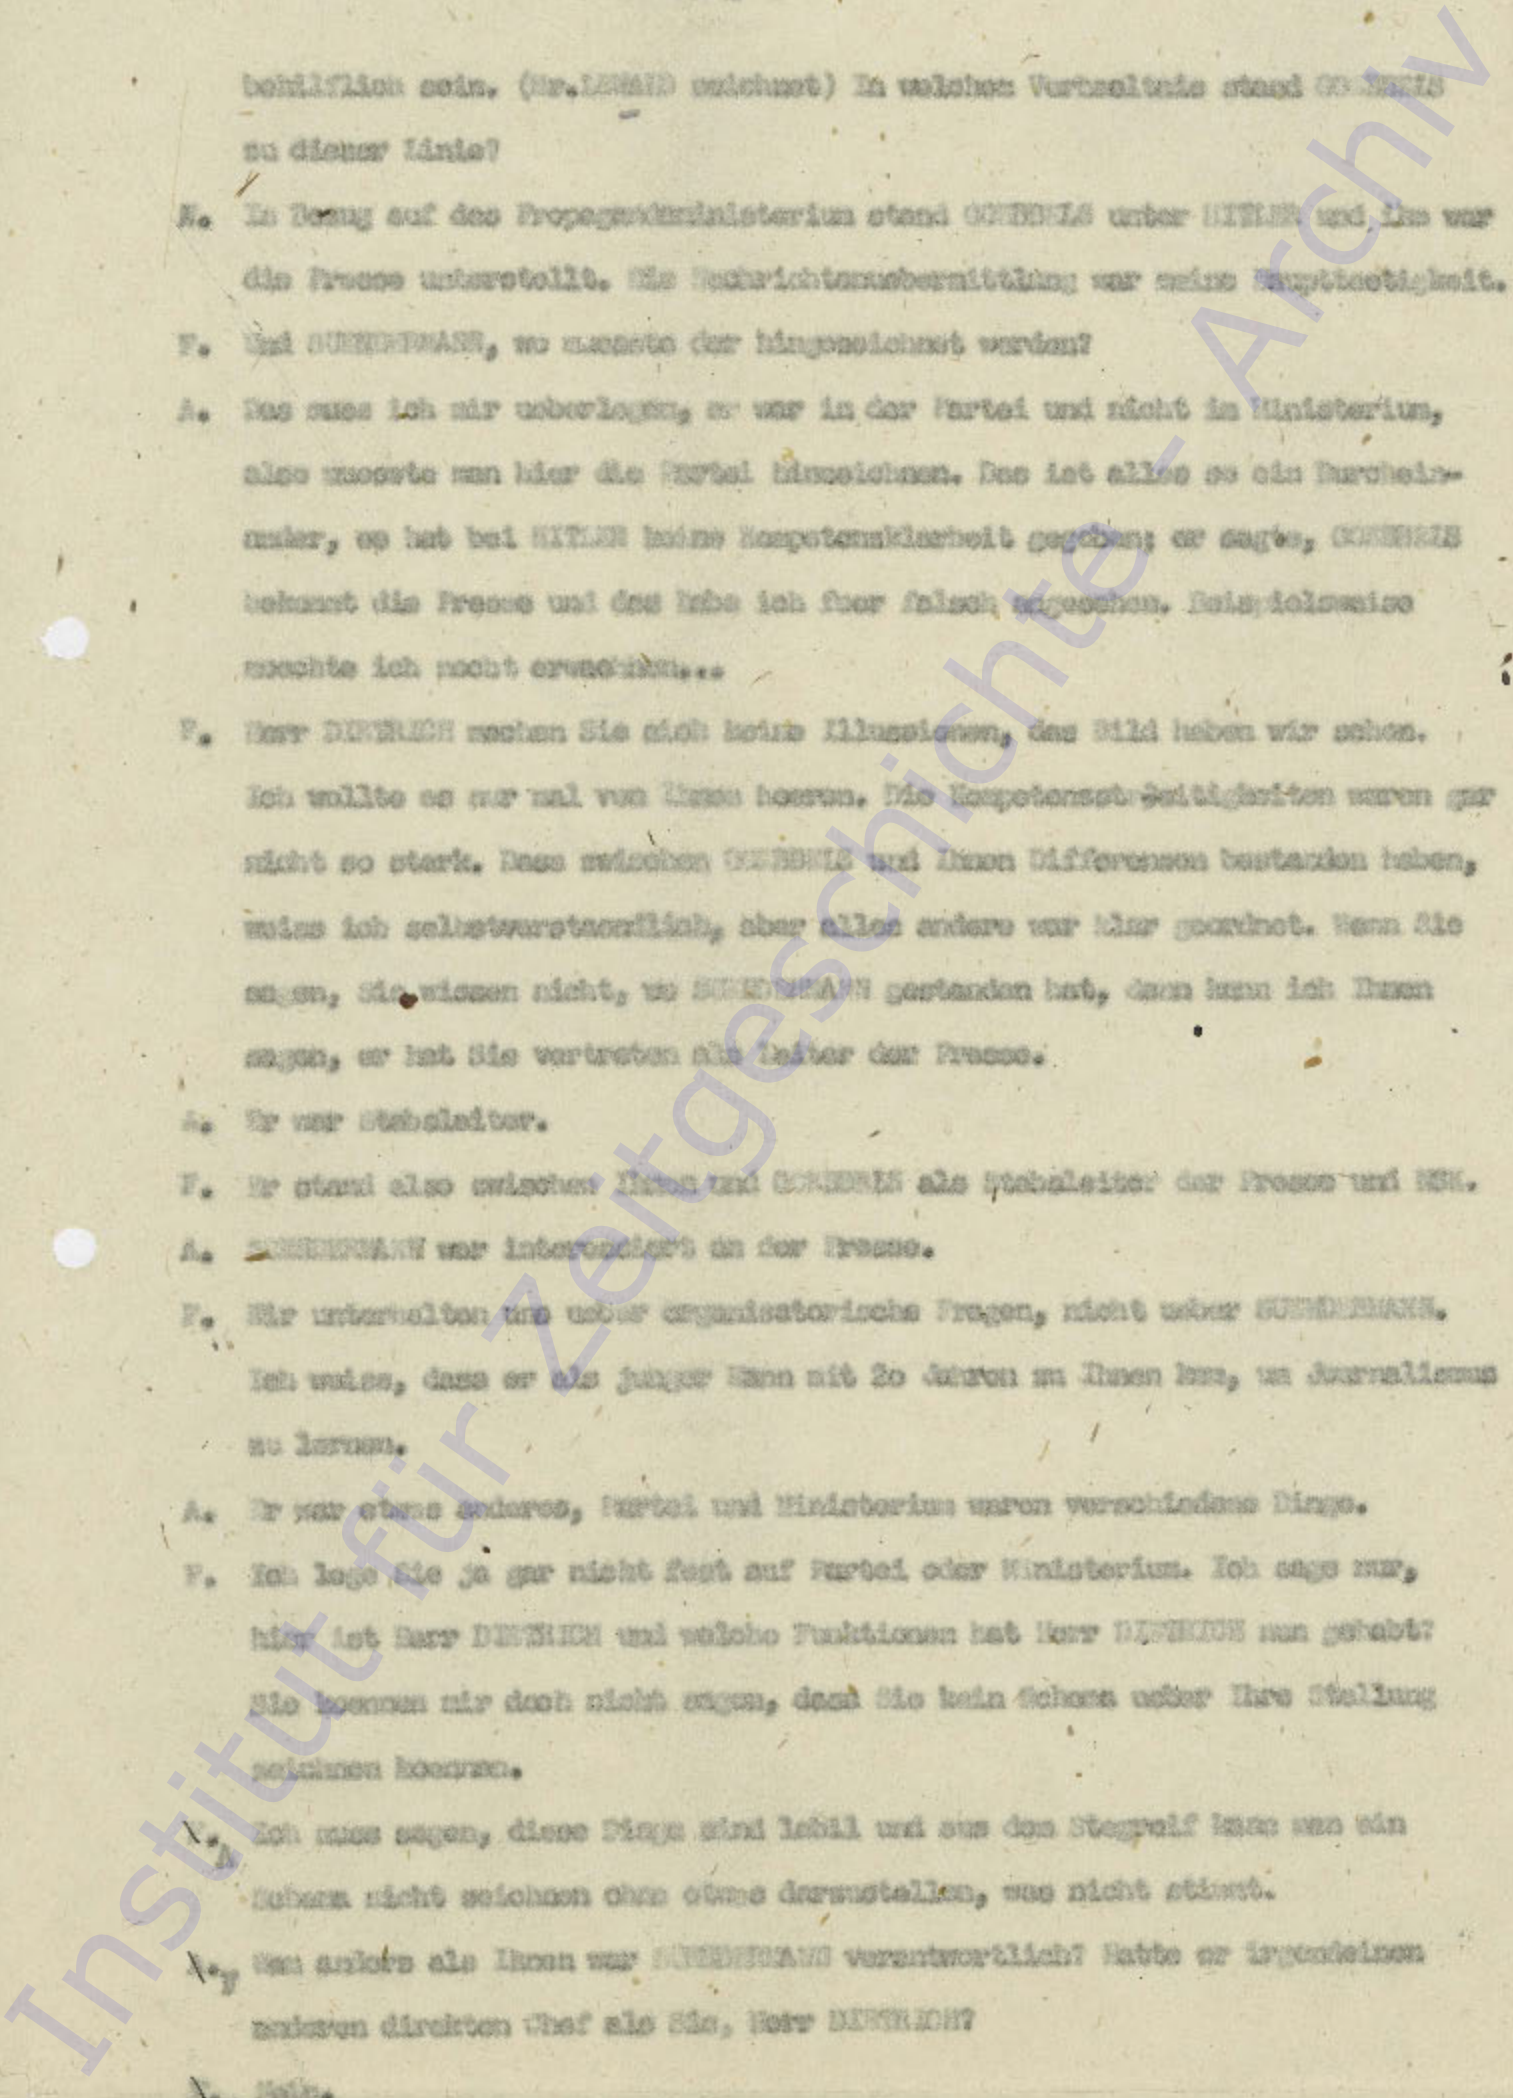 behilflich sein. (Mr. zeichnet) In welchem Verhaeltnis stand GOEBBELS
zu dieser Linie?
A. In Bezug auf das Propagandaministerium stand GOEBBELS unter HITLER und ihm war
die Presse unterstellt. Die Nachrichtenuebermittlung war seine Haupttaetigkeit.
F. Und SUENDERMANN, wo muesste der hingezeichnet werden?
A. Das muss ich mir ueberlegen, er war in der Partei und nicht im Ministerium,
also muesste man hier die Partei hinzeichnen. Das ist alles so ein Durchein-
ander, es hat bei HITLER keine Kompetenzklarheit gegeben; er sagte, GOEBBELS
bekommt die Presse und das habe ich fuer falsch angesehen. Beispielsweise
moechte ich nocht erwaehnen...
F. Herr DIETRICH machen Sie sich keine Illussionen, das Bild haben wir schon.
Ich wollte es nur mal von Ihnen hoeren. Die Kompetenzstreitigkeiten waren gar
nicht so stark. Dass zwischen GOEBBELS und Ihnen Differenzen bestanden haben,
weiss ich selbstverstaendlich, aber alles andere war klar geordnet. Wenn Sie
sagen, Sie wissen nicht, wo SUENDERMANN gestanden hat, dann kann ich Ihnen
sagen, er hat Sie vertreten als Leiter der Presse.
A. Er war Stabsleiter.
F. Er stand also zwischen Ihnen und GOEBBELS als Stabsleiter der Presse und NSK.
A. SUENDERMANN war interessiert an der Presse.
F. Wir unterhalten uns ueber organisatorische Fragen, nicht ueber SUENDERMANN.
Ich weiss, dass er als junger Mann mit 20 Jahren zu Ihnen kam, um Journalismus
zu lernen.
A. Er war etwas anderes, Partei und Ministerium waren verschiedene Dinge.
F. Ich lege Sie ja gar nicht fest auf Partei oder Ministerium. Ich sage nur,
hier ist Herr DIETRICH und welche Funktionen hat Herr DIETRICH nun gehabt?
Sie koennen mir doch nicht sagen, dass Sie kein Schema ueber Ihre Stellung
zeichnen koennen.
A Ich muss sagen, diese Dinge sind labil und aus dem Stegreif kann man ein
Schema nicht zeichnen ohne etwas darzustellen, was nicht stimmt.
F Wem anders als Ihnen war SUENDERMANN verantwortlich? Hatte er irgendeinen
anderen direkten Chef als Sie, Herr DIETRICH?
Nein.
Institut für Zeitgeschichte - Archiv